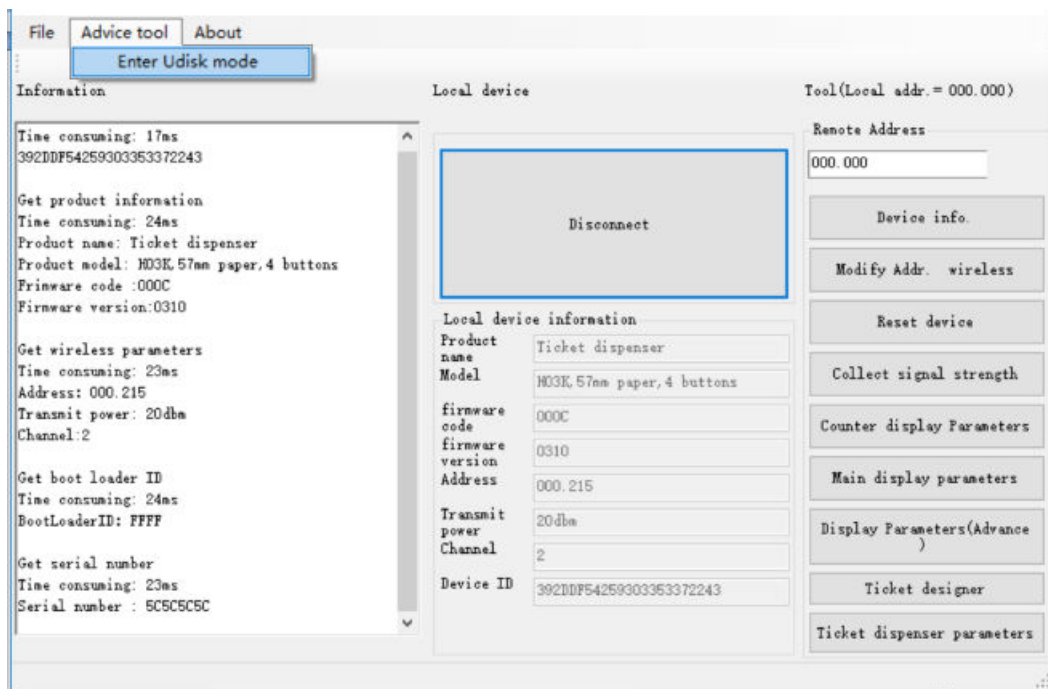 File Advice tool About
Enter Udisk mode
Information
Time consuming: 17ms
392DDF54259303353372243
Get product information
Time consuming: 24ms
Product name: Ticket dispenser
Product model: H03K,57mm paper,4 buttons
Frimware code :000C
Firmware version:0310
Get wireless parameters
Time consuming: 23ms
Address: 000.215
Transmit power: 20dbm
Channel:2
Get boot loader ID
Time consuming: 24ms
BootLoaderID: FFFF
Get serial number
Time consuming: 23ms
Serial number : 5C5C5C5C
Local device
Disconnect
Local device information
Product name Ticket dispenser
Model H03K,57mm paper,4 buttons
firmware code 000C
firmware version 0310
Address 000.215
Transmit power 20dbm
Channel 2
Device ID 392DDF54259303353372243
Tool(Local addr.= 000.000)
Remote Address
000.000
Device info.
Modify Addr. wireless
Reset device
Collect signal strength
Counter display Parameters
Main display parameters
Display Parameters(Advance
)
Ticket designer
Ticket dispenser parameters